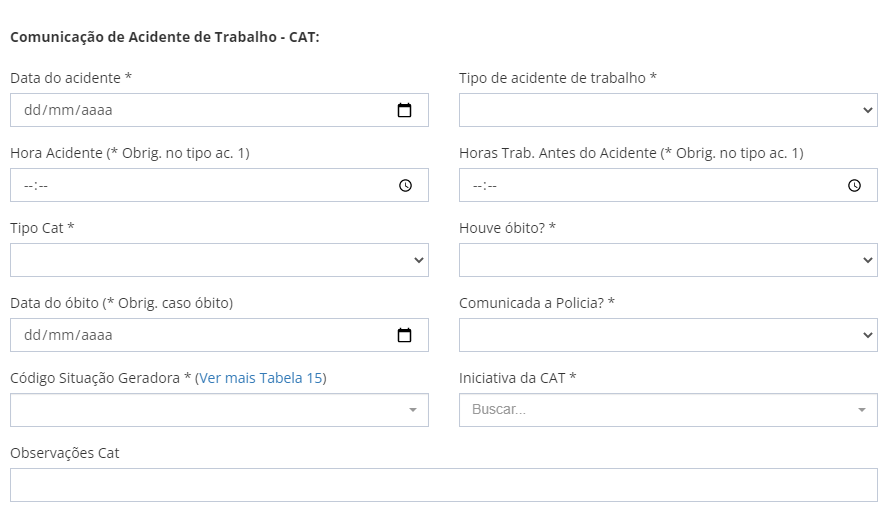 Comunicação de Acidente de Trabalho - CAT:
Data do acidente *
Tipo de acidente de trabalho *
dd/mm/aaaa
Hora Acidente (* Obrig. no tipo ac. 1)
Horas Trab. Antes do Acidente (* Obrig. no tipo ac. 1)
--:--
--:--
Tipo Cat *
Houve óbito? *
Data do óbito (* Obrig. caso óbito)
Comunicada a Policia? *
dd/mm/aaaa
Código Situação Geradora * (Ver mais Tabela 15)
Iniciativa da CAT *
Buscar...
Observações Cat